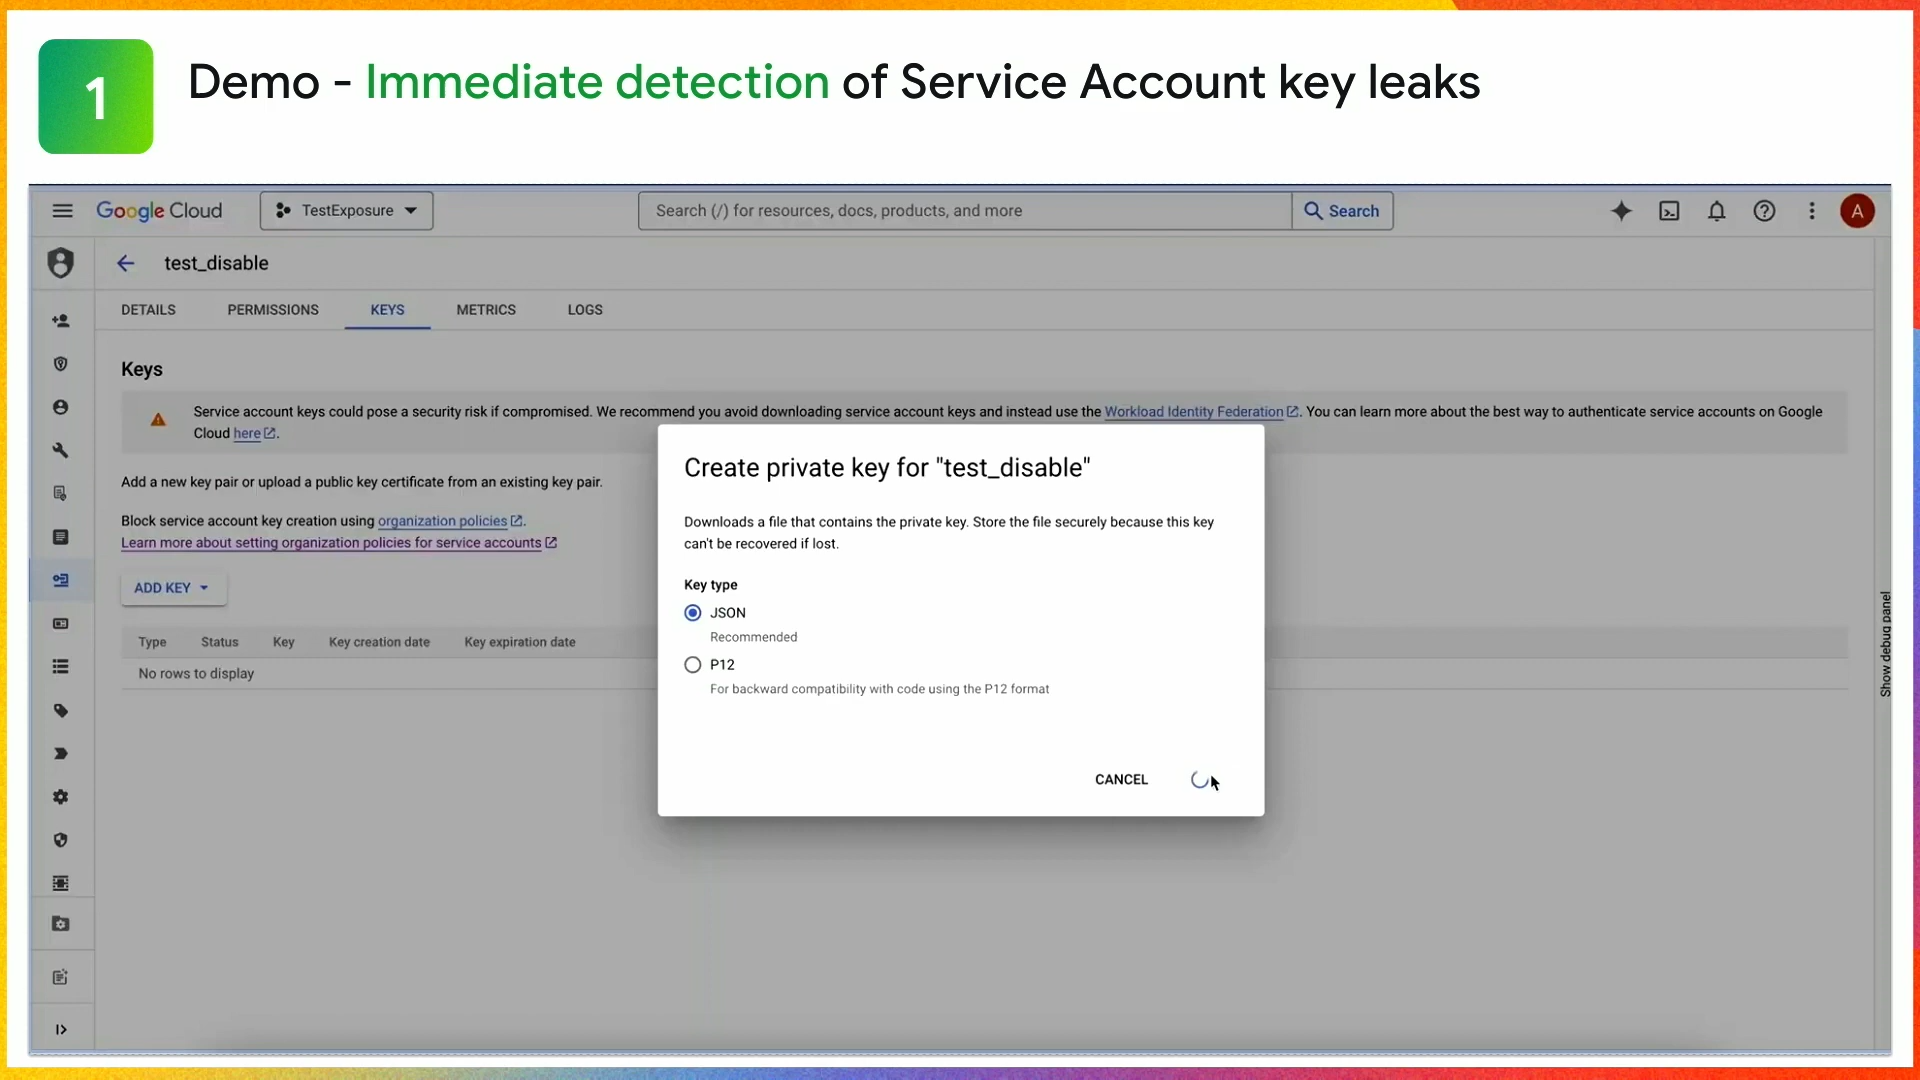 1
Demo - Immediate detection of Service Account key leaks
Google Cloud
TestExposure
Search (/) for resources, docs, products, and more
Search
A
test_disable
DETAILS
PERMISSIONS
KEYS
METRICS
LOGS
Keys
Service account keys could pose a security risk if compromised. We recommend you avoid downloading service account keys and instead use the Workload Identity Federation. You can learn more about the best way to authenticate service accounts on Google
Cloud here.
Add a new key pair or upload a public key certificate from an existing key pair.
Block service account key creation using organization policies.
Learn more about setting organization policies for service accounts
ADD KEY
Type Status Key Key creation date Key expiration date
No rows to display
Create private key for "test_disable"
Downloads a file that contains the private key. Store the file securely because this key
can't be recovered if lost.
Key type
JSON
Recommended
P12
For backward compatibility with code using the P12 format
CANCEL
Show debug panel